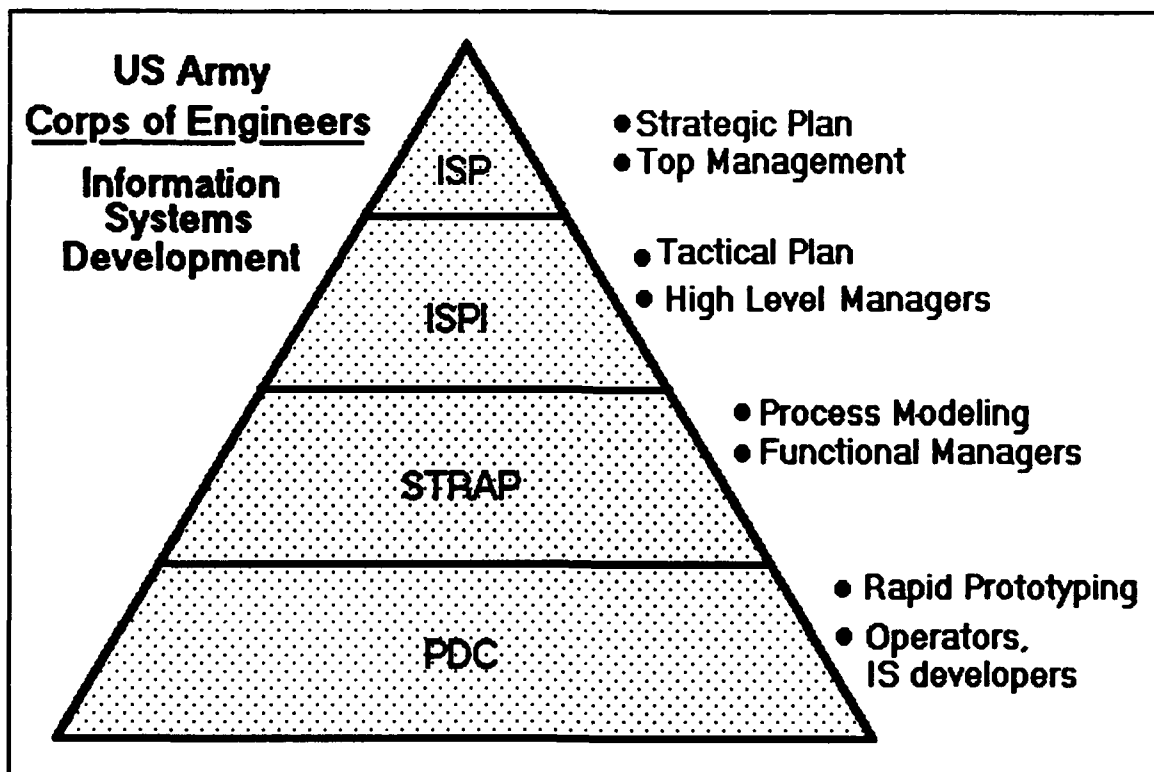 US Army
Corps of Engineers
Information
Systems
Development
ISP
● Strategic Plan
● Top Management
ISPI
● Tactical Plan
● High Level Managers
STRAP
● Process Modeling
● Functional Managers
PDC
● Rapid Prototyping
● Operators,
IS developers